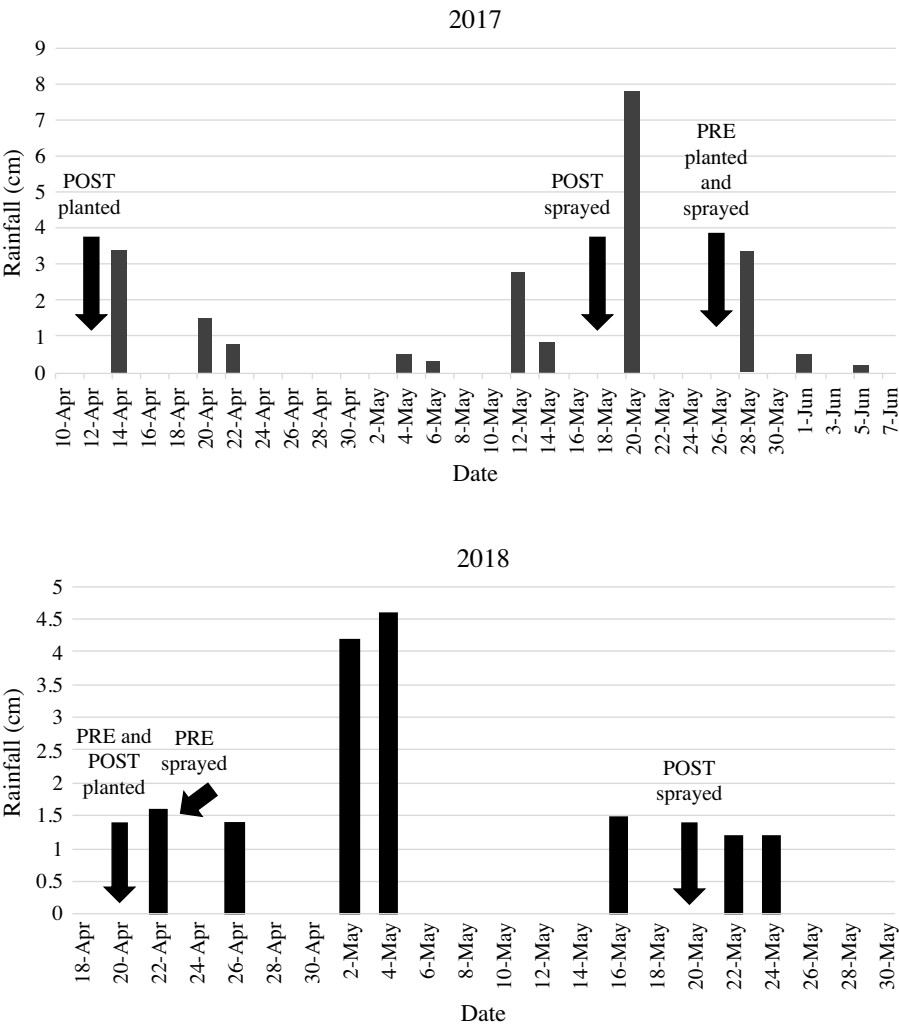 2017
9
8
7
6
5
4
3
2
1
0
Rainfall (cm)
POST
planted
POST
sprayed
PRE
planted
and
sprayed
10-Apr
12-Apr
14-Apr
16-Apr
18-Apr
20-Apr
22-Apr
24-Apr
26-Apr
28-Apr
30-Apr
2-May
4-May
6-May
8-May
10-May
12-May
14-May
16-May
18-May
20-May
22-May
24-May
26-May
28-May
30-May
1-Jun
3-Jun
5-Jun
7-Jun
Date
2018
5
4.5
4
3.5
3
2.5
2
1.5
1
0.5
0
Rainfall (cm)
PRE and
POST
planted
PRE
sprayed
POST
sprayed
18-Apr
20-Apr
22-Apr
24-Apr
26-Apr
28-Apr
30-Apr
2-May
4-May
6-May
8-May
10-May
12-May
14-May
16-May
18-May
20-May
22-May
24-May
26-May
28-May
30-May
Date